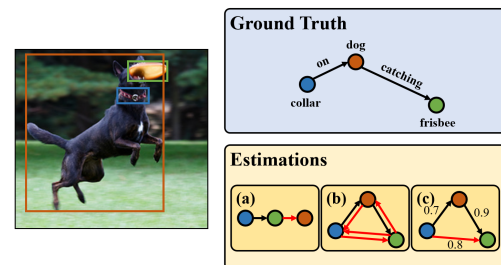 Ground Truth
dog
on
catching
collar
frisbee
Estimations
(a)
(b)
(c)
0.7
0.9
0.8